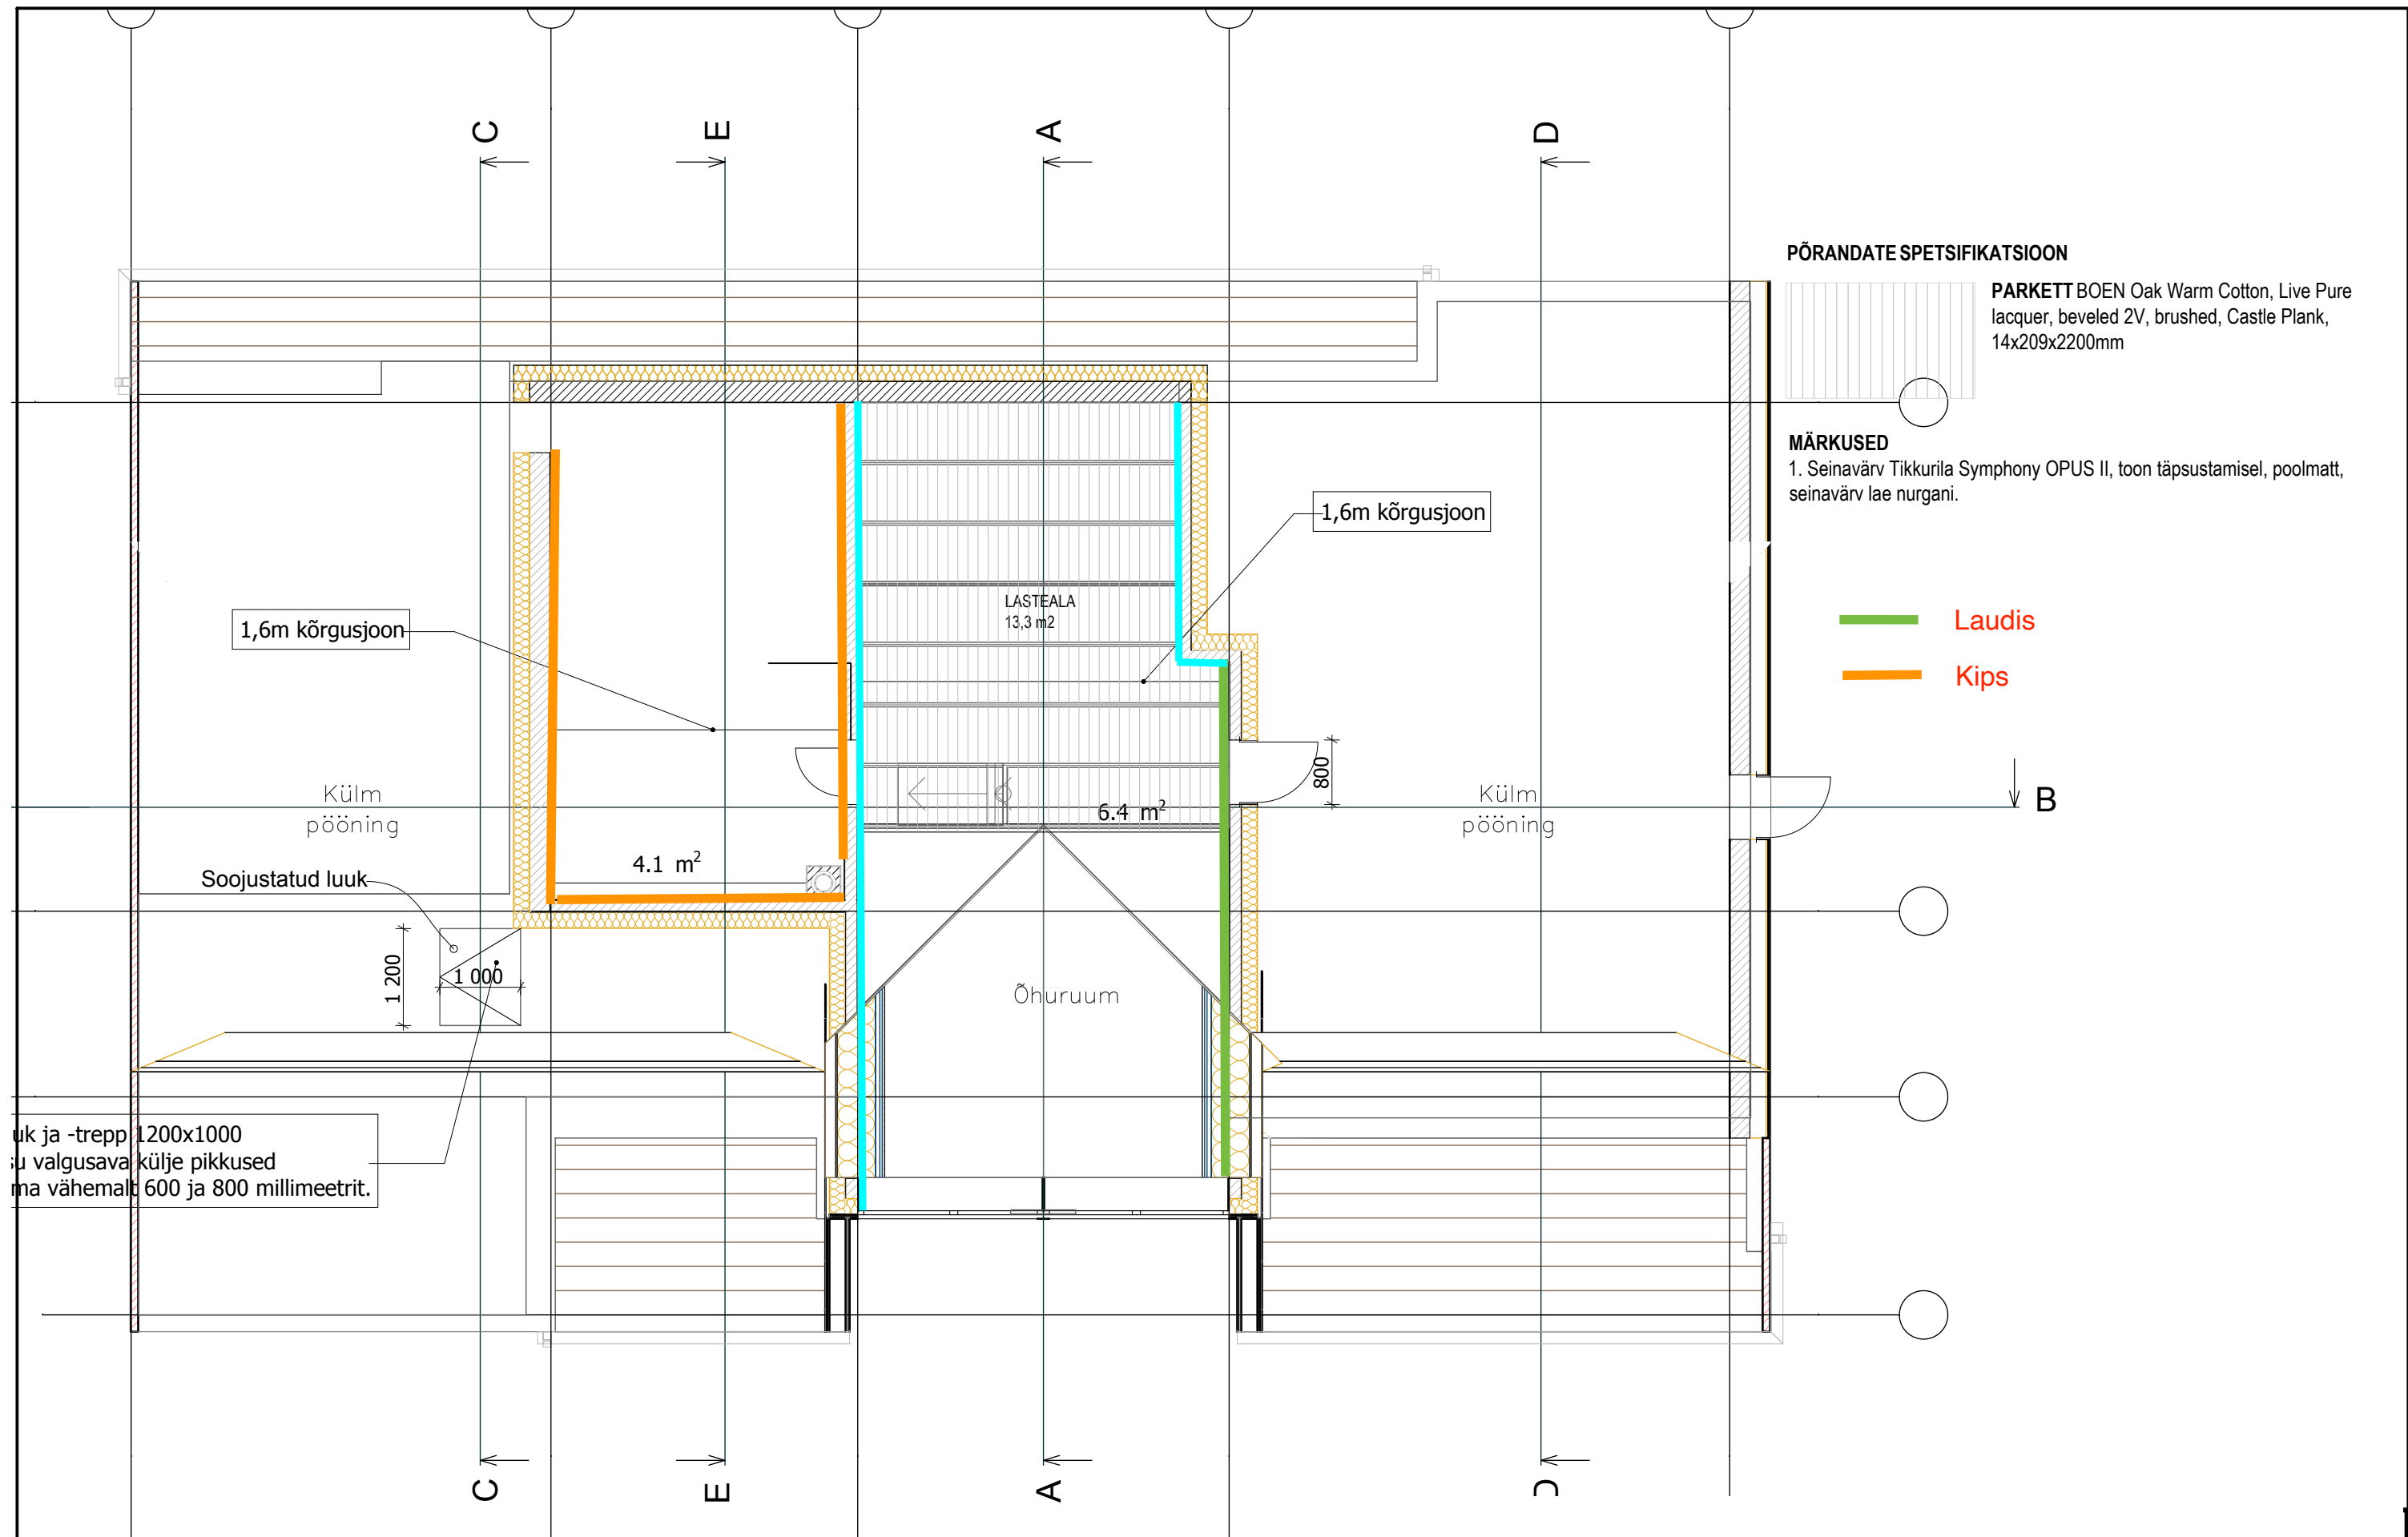 C
E
A
D
PÕRANDATE SPETSIFIKATSIOON
PARKETT BOEN Oak Warm Cotton, Live Pure
lacquer, beveled 2V, brushed, Castle Plank,
14x209x2200mm
MÄRKUSED
1. Seinavärv Tikkurila Symphony OPUS II, toon täpsustamisel, poolmatt,
seinavärv lae nurgani.
1,6m kõrgusjoon
LASTEALA
13,3 m2
1,6m kõrgusjoon
Laudis
Kips
Külm
pööning
800
6.4 m²
Külm
pööning
B
4.1 m²
Soojustatud luuk
1 200
1 000
Õhuruum
uk ja -trepp 1200x1000
su valgusava külje pikkused
ma vähemalt 600 ja 800 millimeetrit.
C
E
A